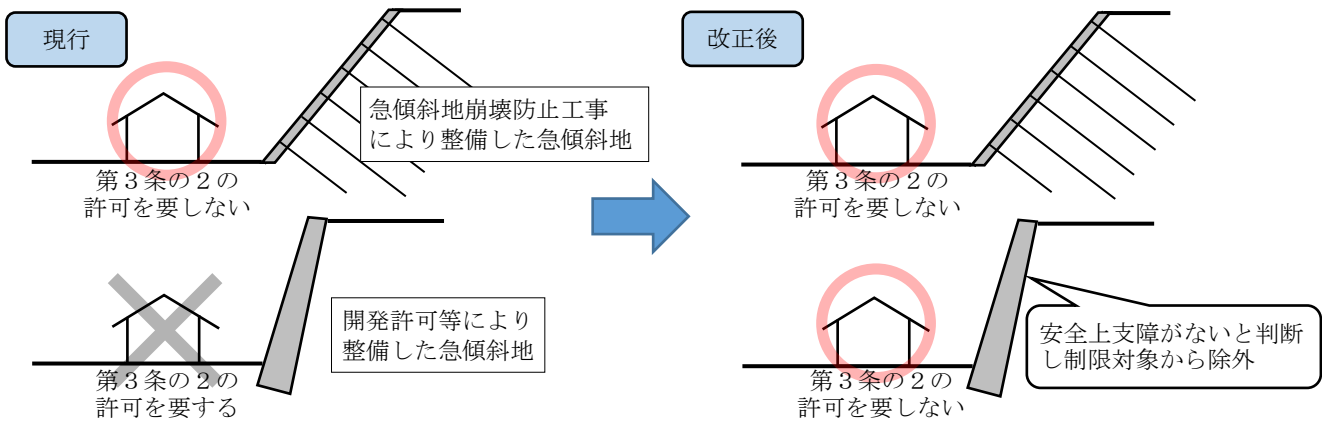 現行
急傾斜地崩壊防止工事
により整備した急傾斜地
第３条の２の
許可を要しない
開発許可等により
整備した急傾斜地
第３条の２の
許可を要する
改正後
第３条の２の
許可を要しない
安全上支障がないと判断
し制限対象から除外
第３条の２の
許可を要しない